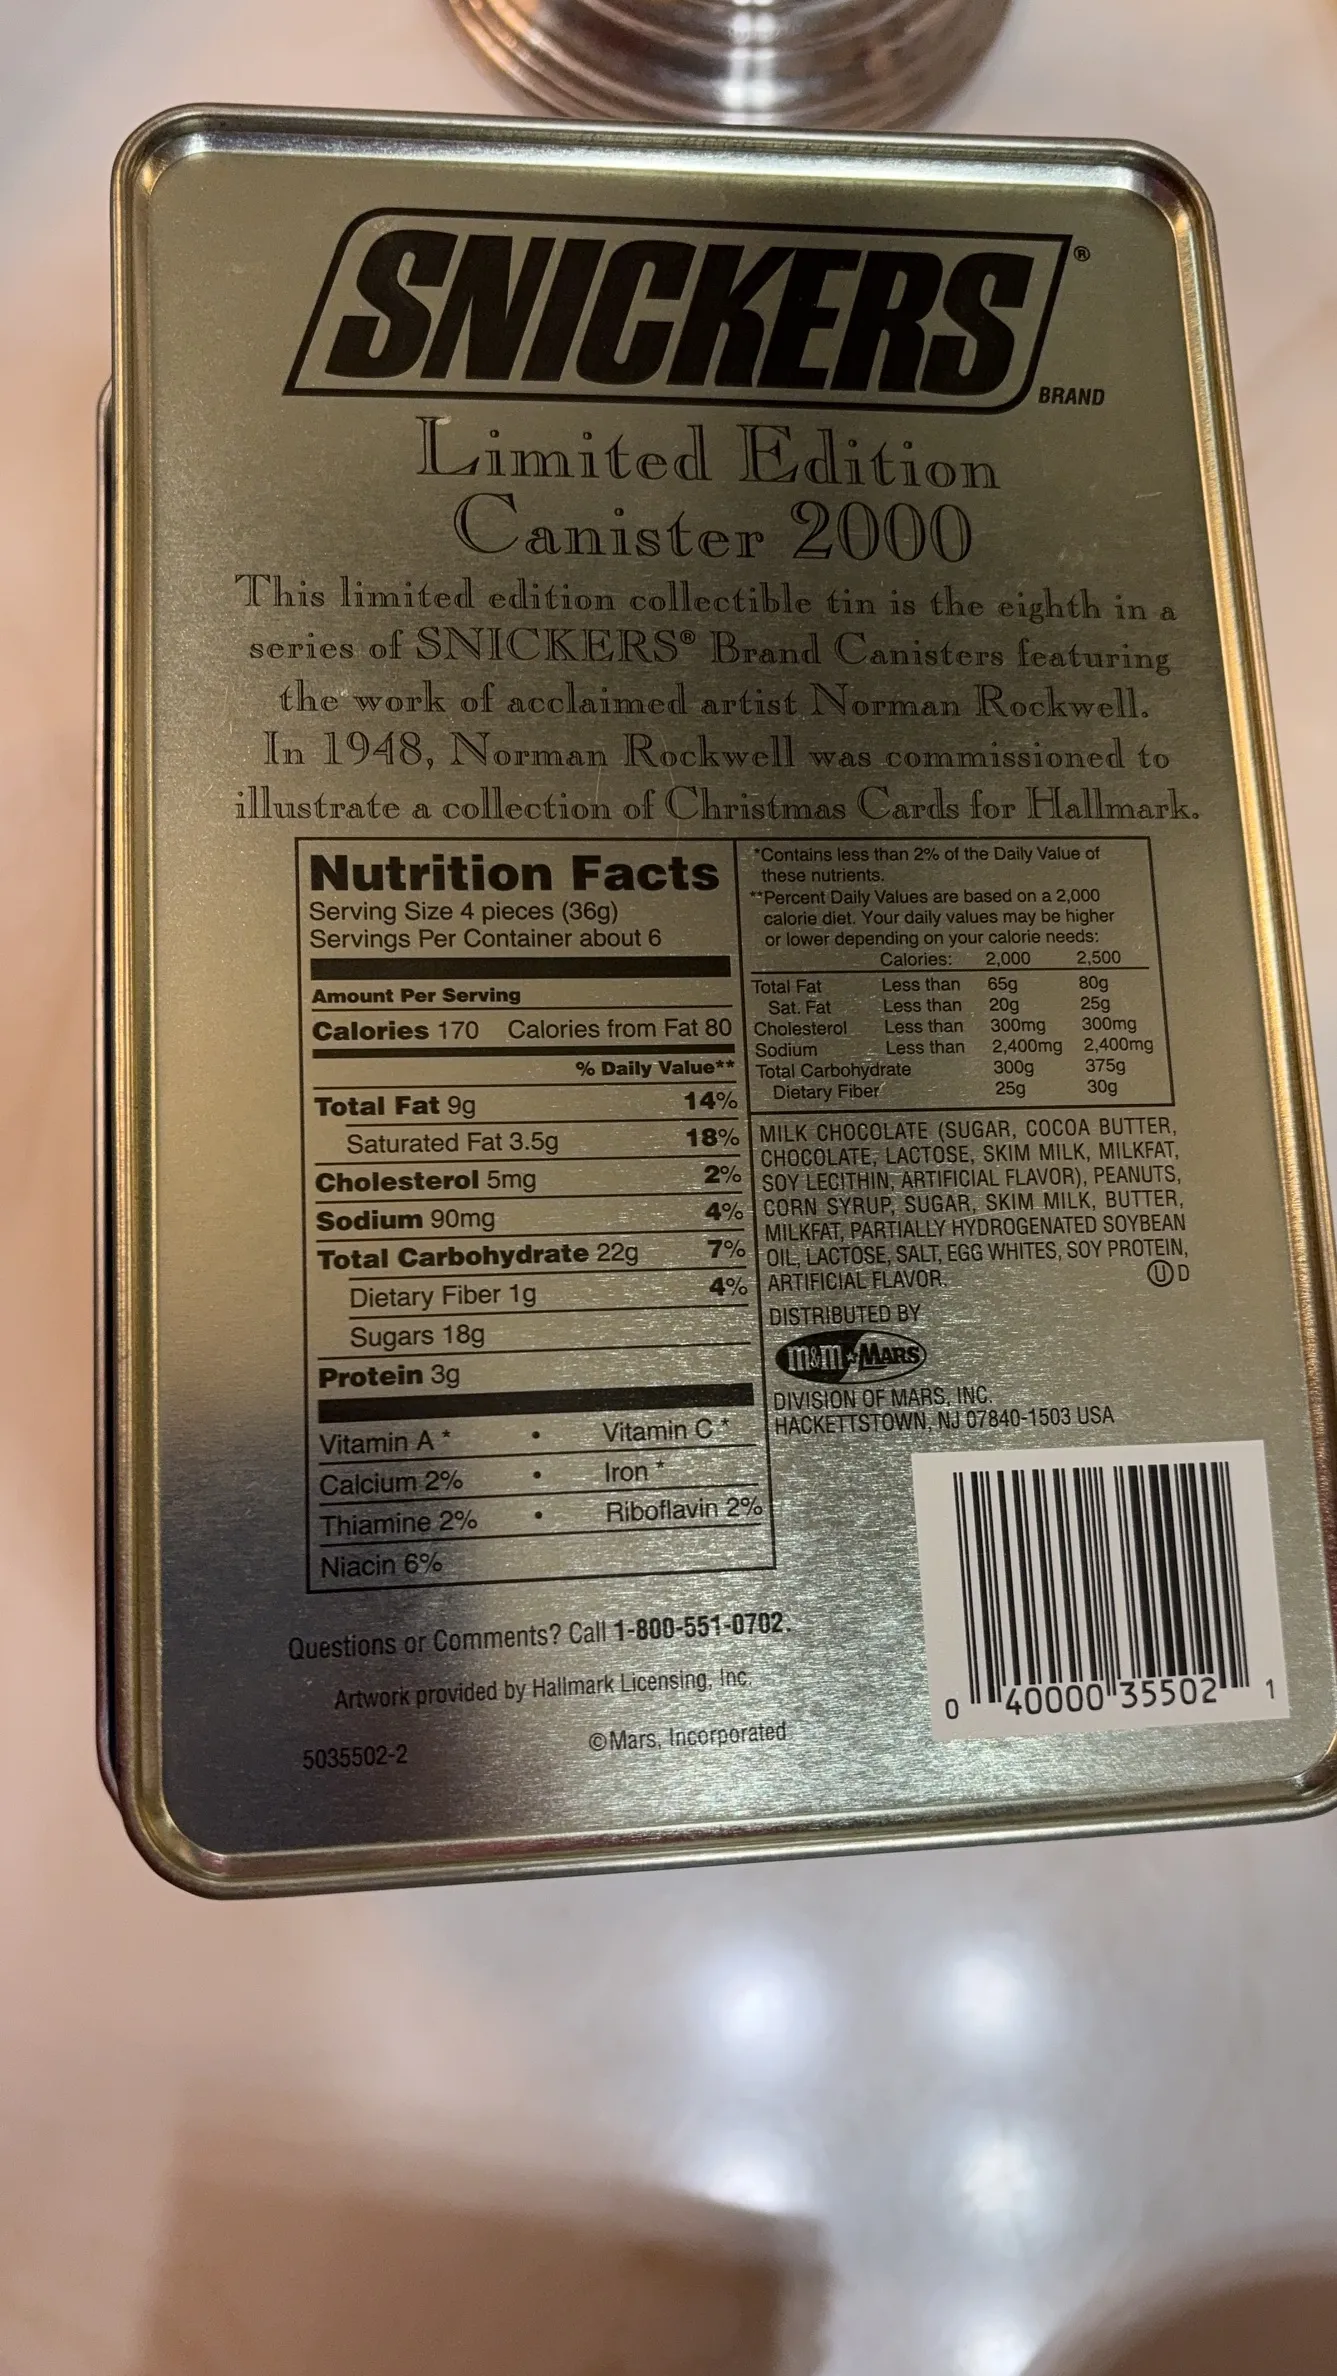 SNICKERS®
BRAND
Limited Edition
Canister 2000
This limited edition collectible tin is the eighth in a
series of SNICKERS® Brand Canisters featuring
the work of acclaimed artist Norman Rockwell.
In 1948, Norman Rockwell was commissioned to
illustrate a collection of Christmas Cards for Hallmark.
Nutrition Facts
Serving Size 4 pieces (36g)
Servings Per Container about 6
Amount Per Serving
Calories 170 Calories from Fat 80
% Daily Value**
Total Fat 9g 14%
Saturated Fat 3.5g 18%
Cholesterol 5mg 2%
Sodium 90mg 4%
Total Carbohydrate 22g 7%
Dietary Fiber 1g 4%
Sugars 18g
Protein 3g
Vitamin A * • Vitamin C *
Calcium 2% • Iron *
Thiamine 2% • Riboflavin 2%
Niacin 6%
*Contains less than 2% of the Daily Value of
these nutrients.
**Percent Daily Values are based on a 2,000
calorie diet. Your daily values may be higher
or lower depending on your calorie needs:
Calories: 2,000 2,500
Total Fat Less than 65g 80g
Sat. Fat Less than 20g 25g
Cholesterol Less than 300mg 300mg
Sodium Less than 2,400mg 2,400mg
Total Carbohydrate 300g 375g
Dietary Fiber 25g 30g
MILK CHOCOLATE (SUGAR, COCOA BUTTER,
CHOCOLATE, LACTOSE, SKIM MILK, MILKFAT,
SOY LECITHIN, ARTIFICIAL FLAVOR), PEANUTS,
CORN SYRUP, SUGAR, SKIM MILK, BUTTER,
MILKFAT, PARTIALLY HYDROGENATED SOYBEAN
OIL, LACTOSE, SALT, EGG WHITES, SOY PROTEIN,
ARTIFICIAL FLAVOR. Ⓤ D
DISTRIBUTED BY
m&m★MARS
DIVISION OF MARS, INC.
HACKETTSTOWN, NJ 07840-1503 USA
Questions or Comments? Call 1-800-551-0702.
Artwork provided by Hallmark Licensing, Inc.
©Mars, Incorporated
5035502-2
0 40000 35502 1